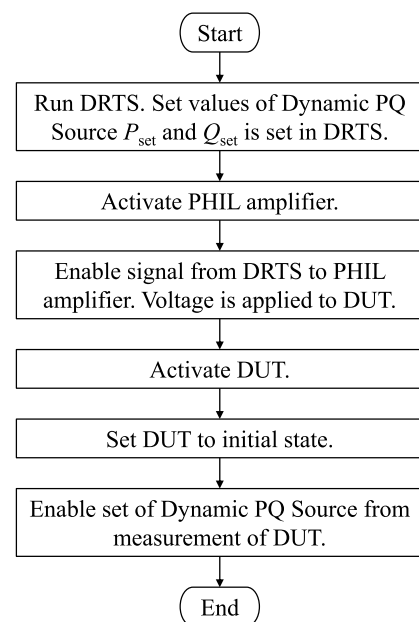 Start
Run DRTS. Set values of Dynamic PQ
Source Pset and Qset is set in DRTS.
Activate PHIL amplifier.
Enable signal from DRTS to PHIL
amplifier. Voltage is applied to DUT.
Activate DUT.
Set DUT to initial state.
Enable set of Dynamic PQ Source from
measurement of DUT.
End